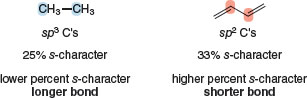 CH₃—CH₃
sp³ C's
sp² C's
25% s-character
33% s-character
lower percent s-character
higher percent s-character
longer bond
shorter bond